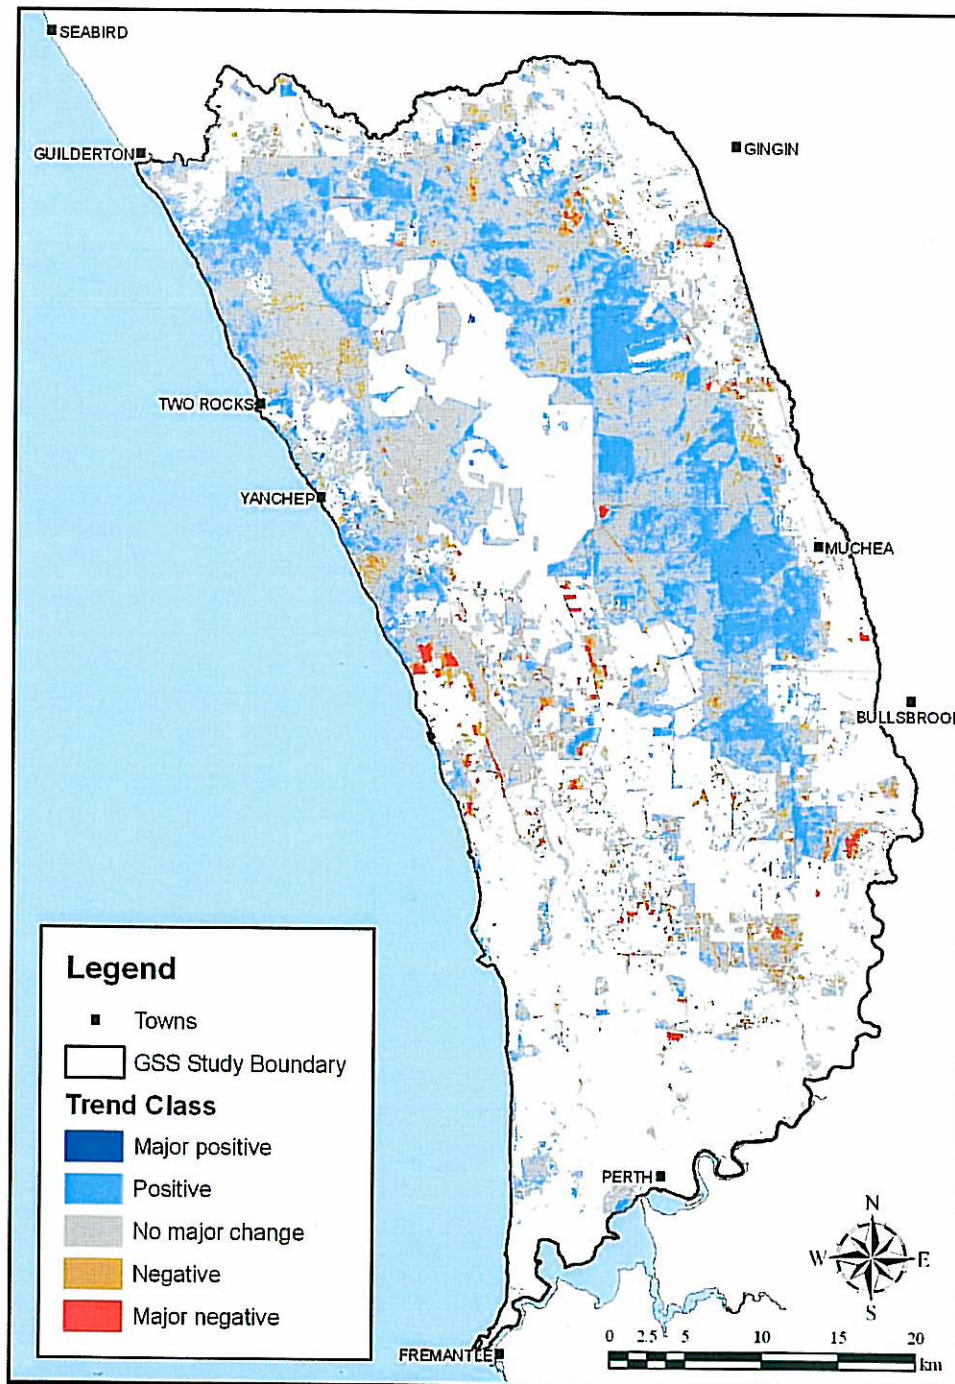 SEABIRD
GUILDERTON
GINGIN
TWO ROCKS
YANCHEP
MUCHEA
BULLSBROOK
Legend
Towns
GSS Study Boundary
Trend Class
Major positive
Positive
No major change
Negative
Major negative
PERTH
N
W E
S
0 2.5 5 10 15 20
km
FREMANTLE